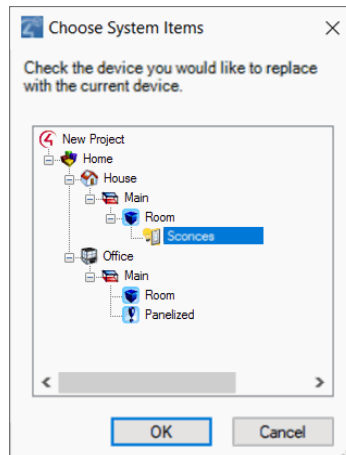 Choose System Items
Check the device you would like to replace
with the current device.
New Project
Home
House
Main
Room
Sconces
Office
Main
Room
Panelized
OK
Cancel